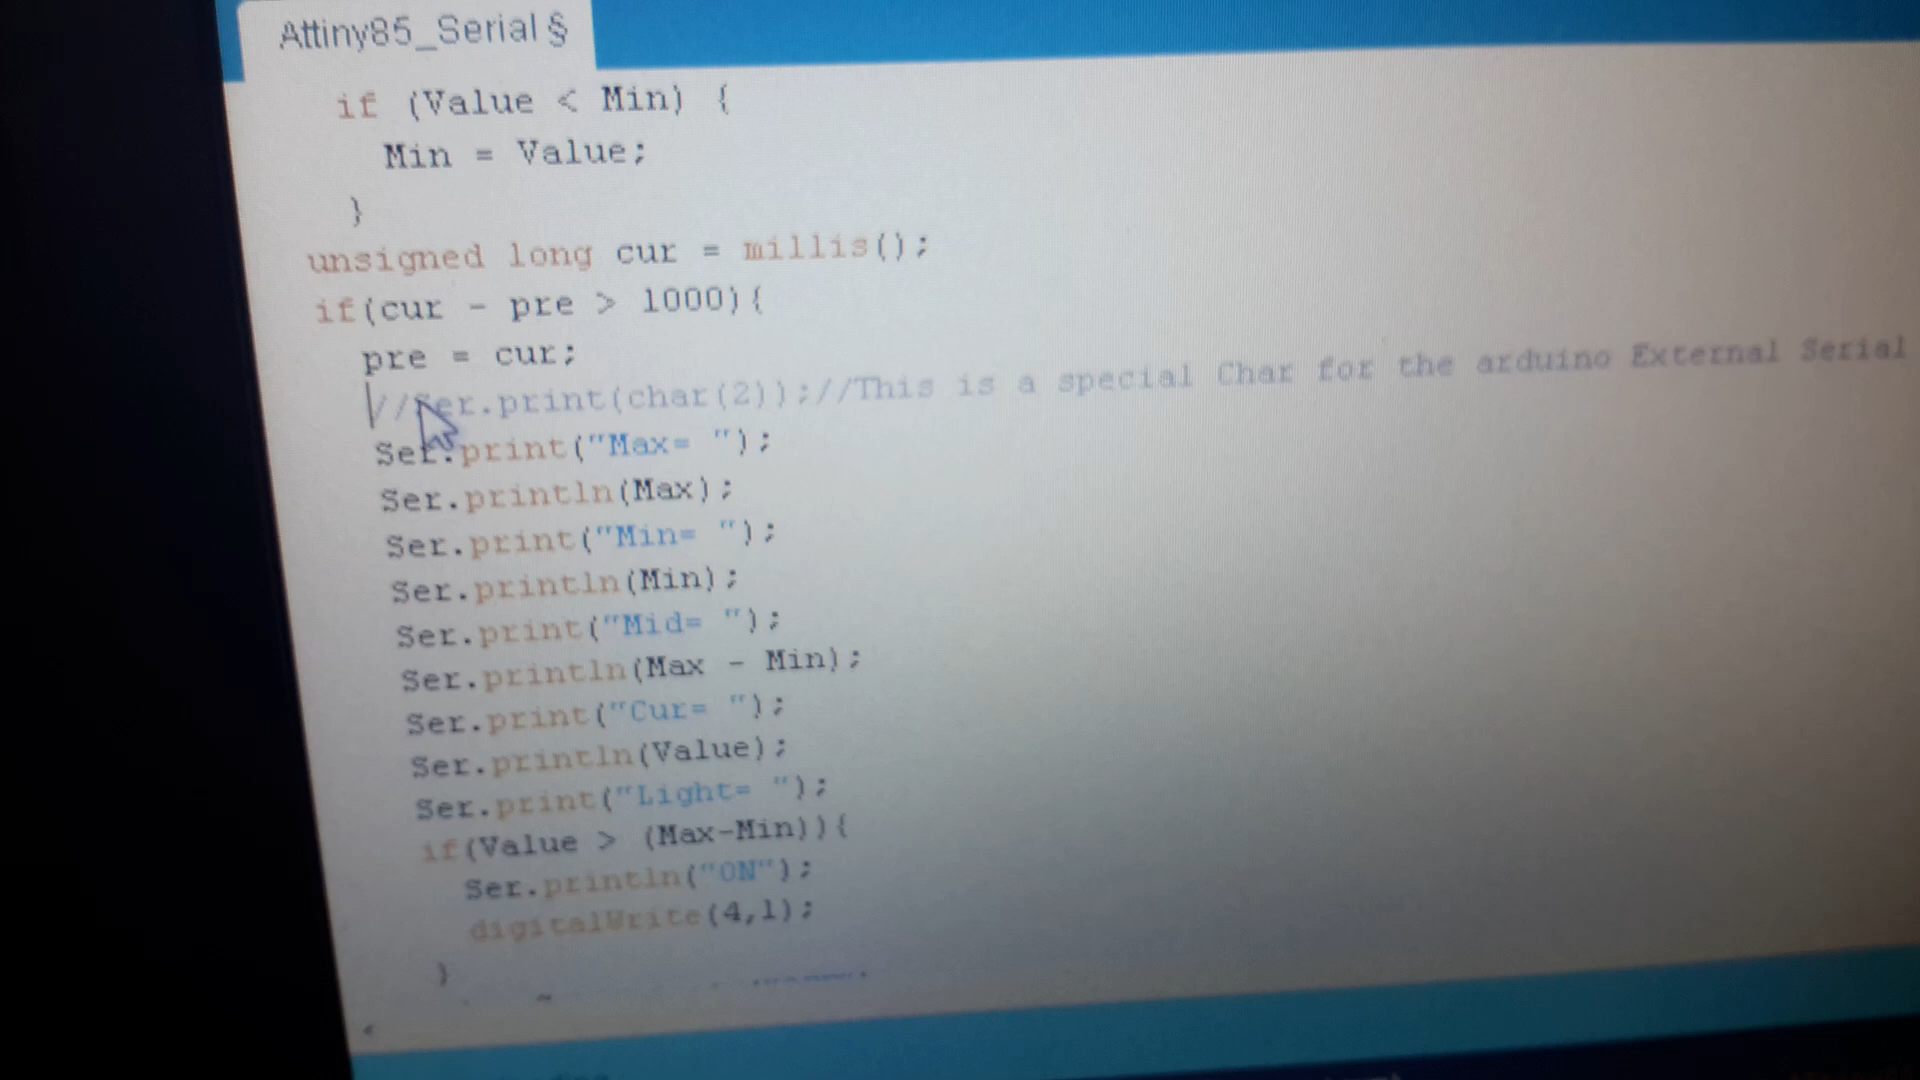 Attiny85_Serial §
if (Value < Min) {
Min = Value;
}
unsigned long cur = millis();
if(cur - pre > 1000){
pre = cur;
//Ser.print(char(2));//This is a special Char for the arduino External Serial
Ser.print("Max= ");
Ser.println(Max);
Ser.print("Min= ");
Ser.println(Min);
Ser.print("Mid= ");
Ser.println(Max - Min);
Ser.print("Cur= ");
Ser.println(Value);
Ser.print("Light= ");
if(Value > (Max-Min)){
Ser.println("ON");
digitalWrite(4,1);
}